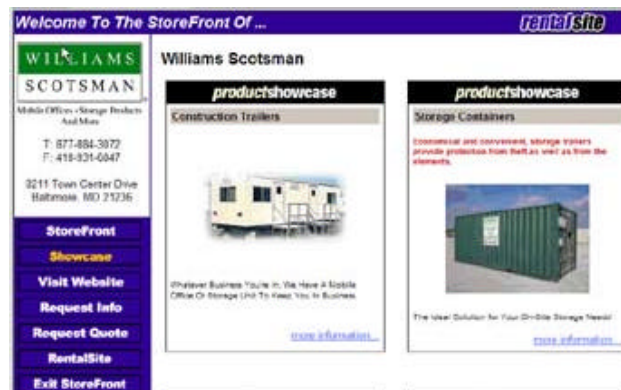 Welcome To The StoreFront Of ...
rentalsite
WILLIAMS
SCOTSMAN
Mobile Offices - Storage Products
And More
T: 877-884-3072
F: 410-931-6047
8211 Town Center Drive
Baltimore, MD 21236
StoreFront
Showcase
Visit Website
Request Info
Request Quote
RentalSite
Exit StoreFront
Williams Scotsman
productshowcase
Construction Trailers
Whatever Business You're In, We Have A Mobile
Office Or Storage Unit To Keep You In Business.
more information...
productshowcase
Storage Containers
Economical and convenient, storage trailers
provide protection from theft as well as from the
elements.
The Ideal Solution for Your On-Site Storage Needs!
more information...